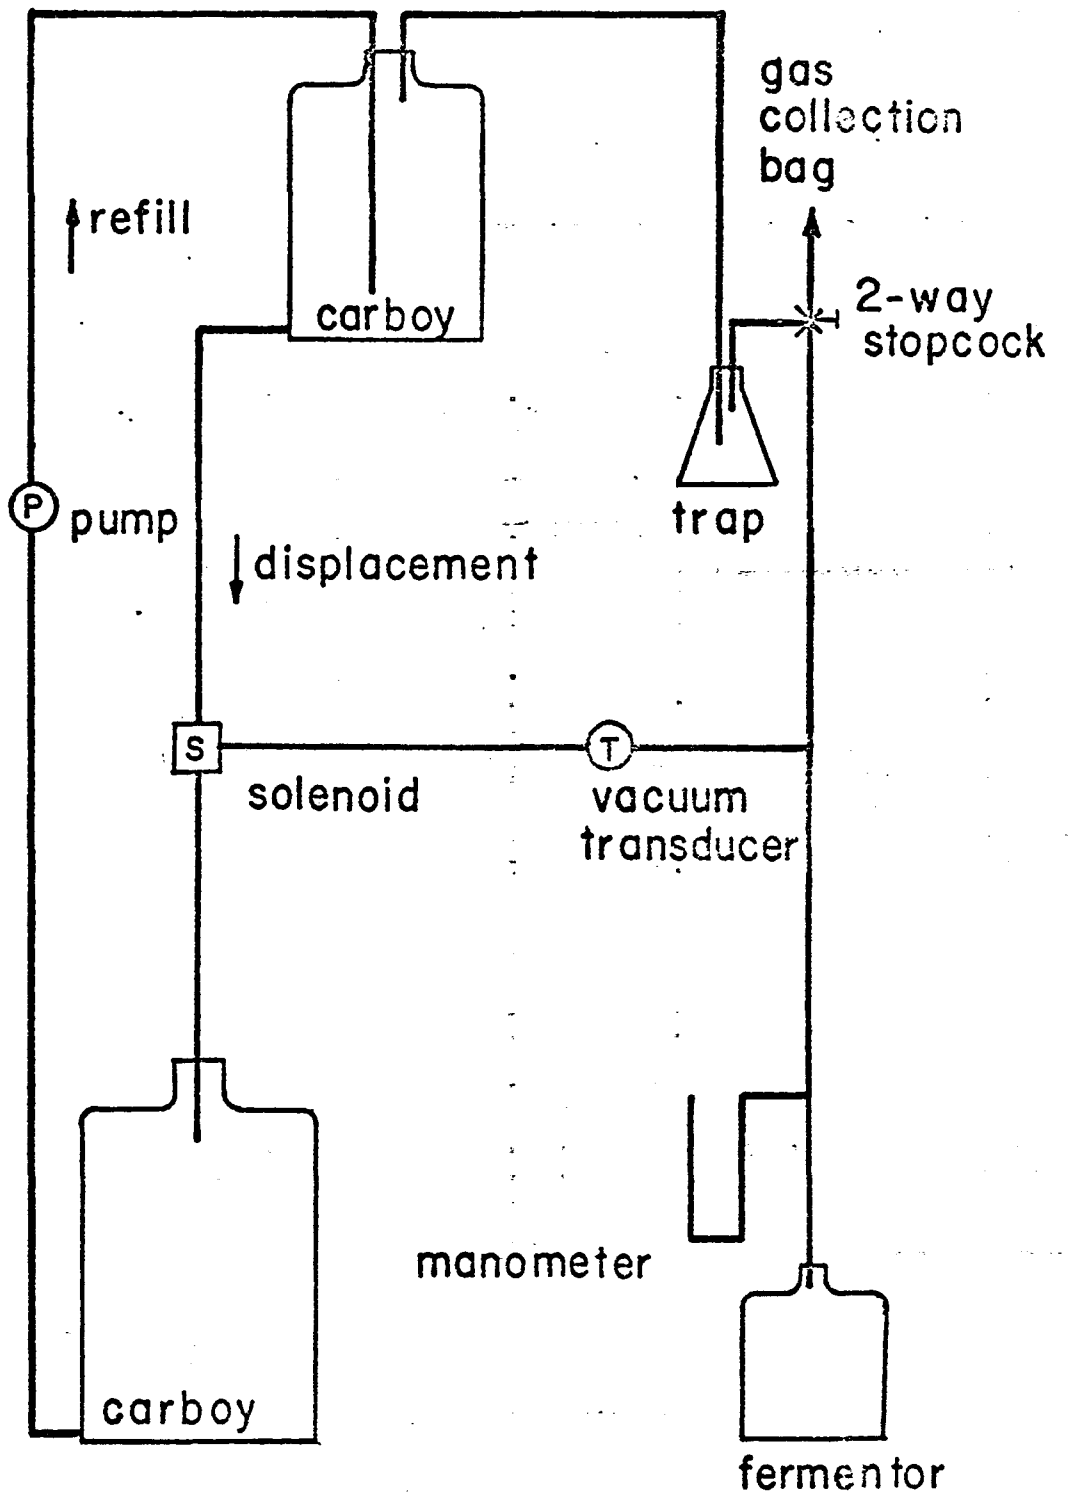 gas
collection
bag
refill
2-way
stopcock
carboy
P
pump
trap
displacement
S
T
solenoid
vacuum
transducer
manometer
carboy
fermentor